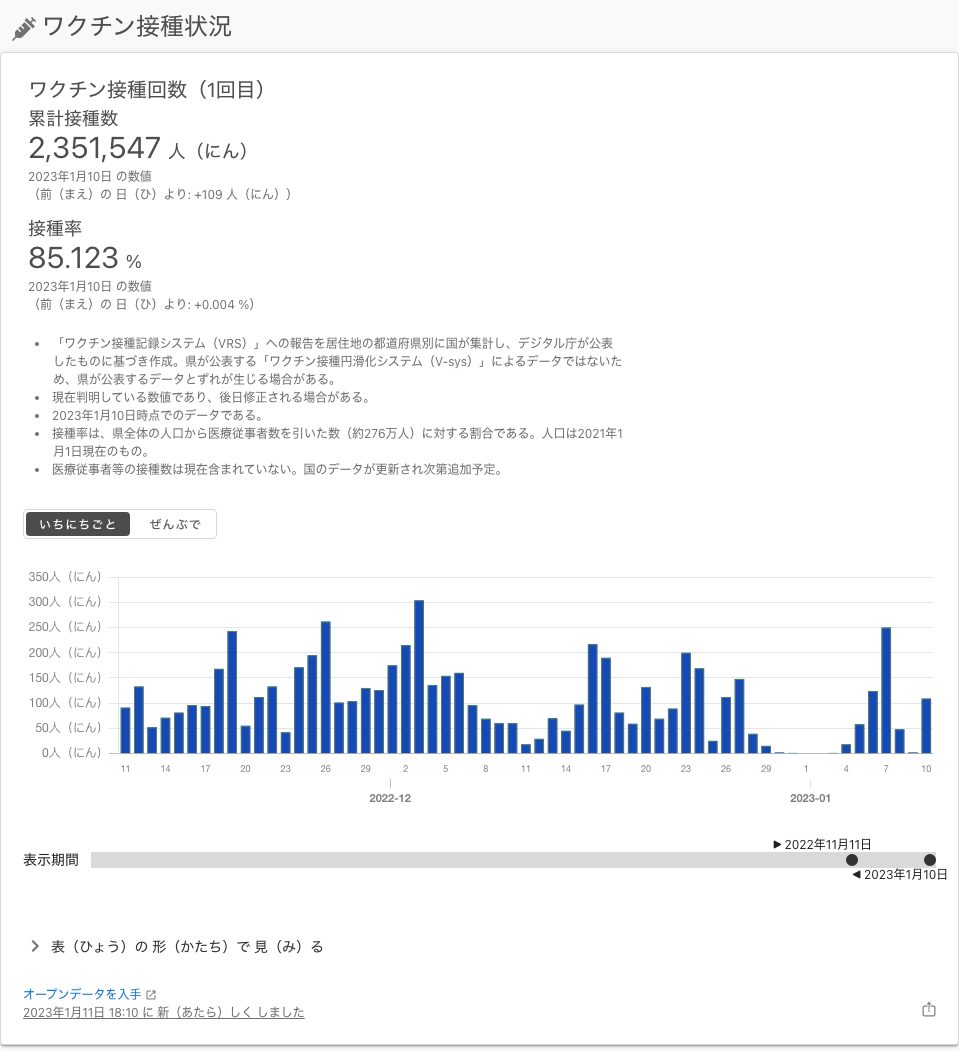 ワクチン接種状況
ワクチン接種回数（1回目）
累計接種数
2,351,547 人（にん）
2023年1月10日 の数値
（前（まえ）の 日（ひ）より: +109 人（にん））
接種率
85.123 %
2023年1月10日 の数値
（前（まえ）の 日（ひ）より: +0.004 %）
• 「ワクチン接種記録システム（VRS）」への報告を居住地の都道府県別に国が集計し、デジタル庁が公表
したものに基づき作成。県が公表する「ワクチン接種円滑化システム（V-sys）」によるデータではないた
め、県が公表するデータとずれが生じる場合がある。
• 現在判明している数値であり、後日修正される場合がある。
• 2023年1月10日時点でのデータである。
• 接種率は、県全体の人口から医療従事者数を引いた数（約276万人）に対する割合である。人口は2021年1
月1日現在のもの。
• 医療従事者等の接種数は現在含まれていない。国のデータが更新され次第追加予定。
いちにちごと ぜんぶで
350人（にん）
300人（にん）
250人（にん）
200人（にん）
150人（にん）
100人（にん）
50人（にん）
0人（にん）
11 14 17 20 23 26 29 2 5 8 11 14 17 20 23 26 29 1 4 7 10
2022-12 2023-01
▶ 2022年11月11日
表示期間
◀ 2023年1月10日
表（ひょう）の 形（かたち）で 見（み）る
オープンデータを入手
2023年1月11日 18:10 に 新（あたら）しく しました